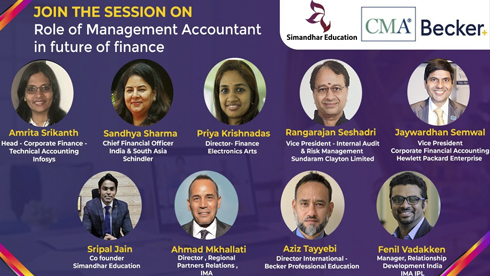 JOIN THE SESSION ON
Role of Management Accountant
in future of finance
Simandhar Education
CMA®
Becker.
Amrita Srikanth
Head - Corporate Finance -
Technical Accounting
Infosys
Sandhya Sharma
Chief Financial Officer
India & South Asia
Schindler
Priya Krishnadas
Director- Finance
Electronics Arts
Rangarajan Seshadri
Vice President - Internal Audit
& Risk Management
Sundaram Clayton Limited
Jaywardhan Semwal
Vice President
Corporate Financial Accounting
Hewlett Packard Enterprise
Sripal Jain
Co founder
Simandhar Education
Ahmad Mkhallati
Director , Regional
Partners Relations ,
IMA
Aziz Tayyebi
Director International -
Becker Professional Education
Fenil Vadakken
Manager, Relationship
Development India
IMA IPL